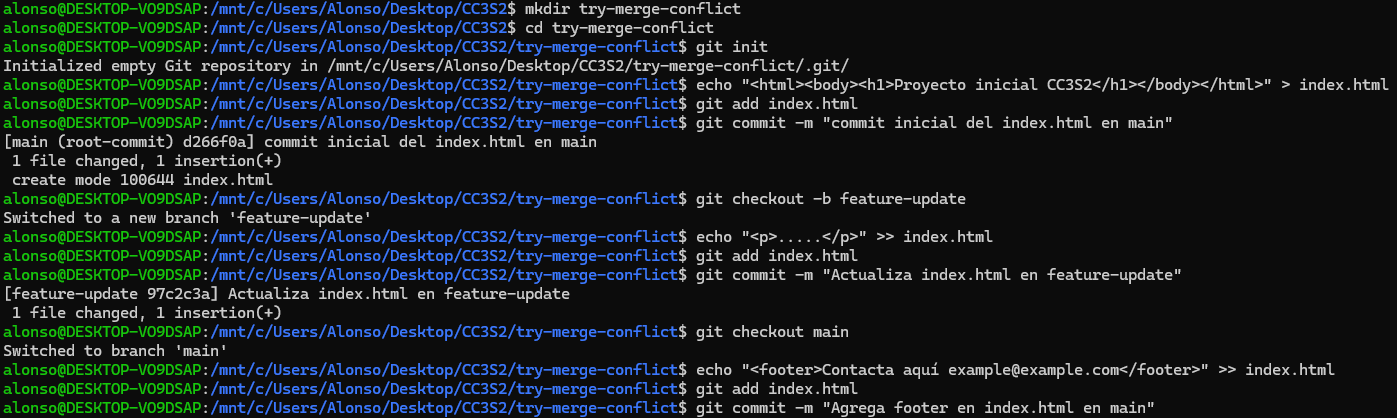 alonso@DESKTOP-VO9DSAP:/mnt/c/Users/Alonso/Desktop/CC3S2$ mkdir try-merge-conflict
alonso@DESKTOP-VO9DSAP:/mnt/c/Users/Alonso/Desktop/CC3S2$ cd try-merge-conflict
alonso@DESKTOP-VO9DSAP:/mnt/c/Users/Alonso/Desktop/CC3S2/try-merge-conflict$ git init
Initialized empty Git repository in /mnt/c/Users/Alonso/Desktop/CC3S2/try-merge-conflict/.git/
alonso@DESKTOP-VO9DSAP:/mnt/c/Users/Alonso/Desktop/CC3S2/try-merge-conflict$ echo "<html><body><h1>Proyecto inicial CC3S2</h1></body></html>" > index.html
alonso@DESKTOP-VO9DSAP:/mnt/c/Users/Alonso/Desktop/CC3S2/try-merge-conflict$ git add index.html
alonso@DESKTOP-VO9DSAP:/mnt/c/Users/Alonso/Desktop/CC3S2/try-merge-conflict$ git commit -m "commit inicial del index.html en main"
[main (root-commit) d266f0a] commit inicial del index.html en main
 1 file changed, 1 insertion(+)
 create mode 100644 index.html
alonso@DESKTOP-VO9DSAP:/mnt/c/Users/Alonso/Desktop/CC3S2/try-merge-conflict$ git checkout -b feature-update
Switched to a new branch 'feature-update'
alonso@DESKTOP-VO9DSAP:/mnt/c/Users/Alonso/Desktop/CC3S2/try-merge-conflict$ echo "<p>.....</p>" >> index.html
alonso@DESKTOP-VO9DSAP:/mnt/c/Users/Alonso/Desktop/CC3S2/try-merge-conflict$ git add index.html
alonso@DESKTOP-VO9DSAP:/mnt/c/Users/Alonso/Desktop/CC3S2/try-merge-conflict$ git commit -m "Actualiza index.html en feature-update"
[feature-update 97c2c3a] Actualiza index.html en feature-update
 1 file changed, 1 insertion(+)
alonso@DESKTOP-VO9DSAP:/mnt/c/Users/Alonso/Desktop/CC3S2/try-merge-conflict$ git checkout main
Switched to branch 'main'
alonso@DESKTOP-VO9DSAP:/mnt/c/Users/Alonso/Desktop/CC3S2/try-merge-conflict$ echo "<footer>Contacta aquí example@example.com</footer>" >> index.html
alonso@DESKTOP-VO9DSAP:/mnt/c/Users/Alonso/Desktop/CC3S2/try-merge-conflict$ git add index.html
alonso@DESKTOP-VO9DSAP:/mnt/c/Users/Alonso/Desktop/CC3S2/try-merge-conflict$ git commit -m "Agrega footer en index.html en main"